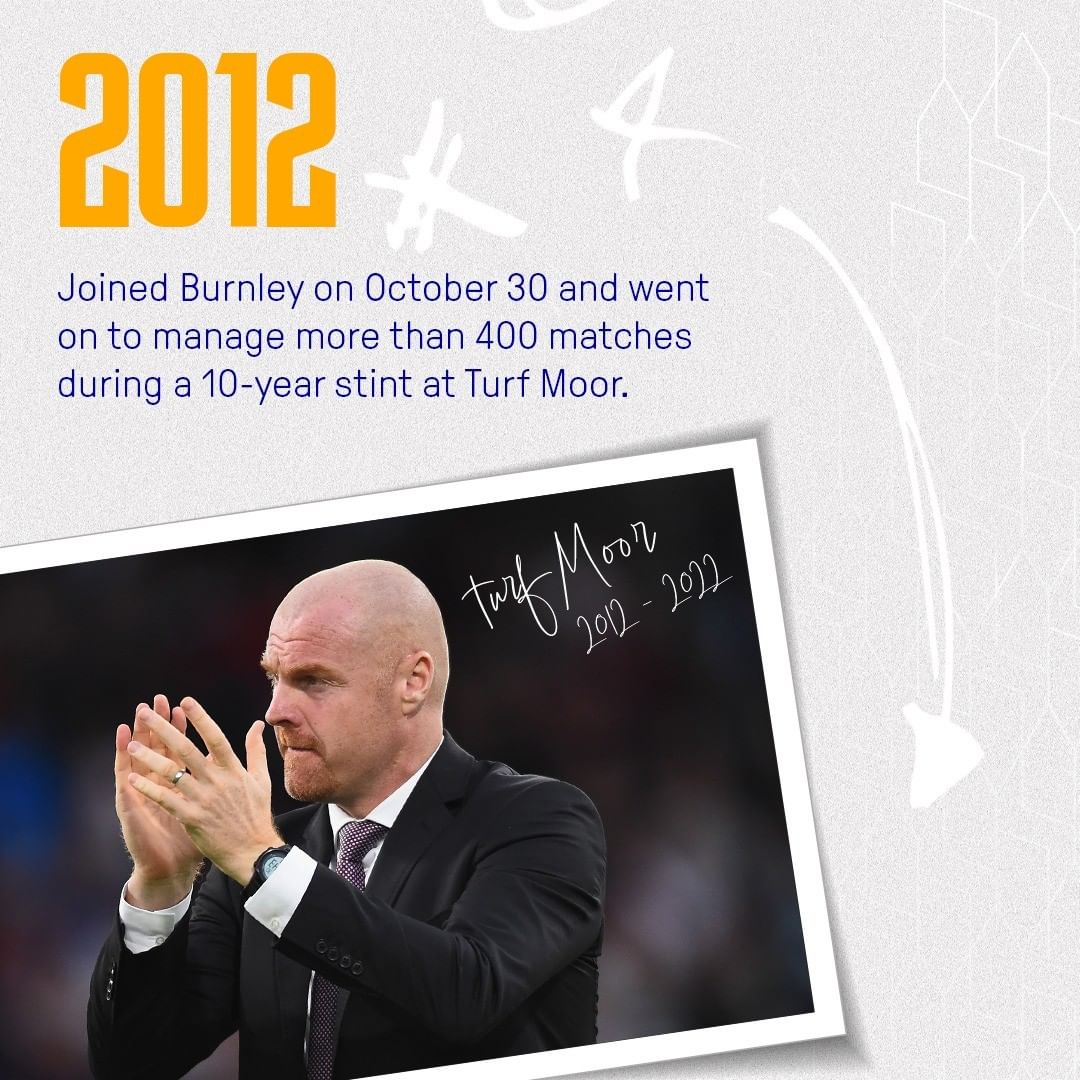 2012
Joined Burnley on October 30 and went
on to manage more than 400 matches
during a 10-year stint at Turf Moor.
turf Moor
2012 - 2022